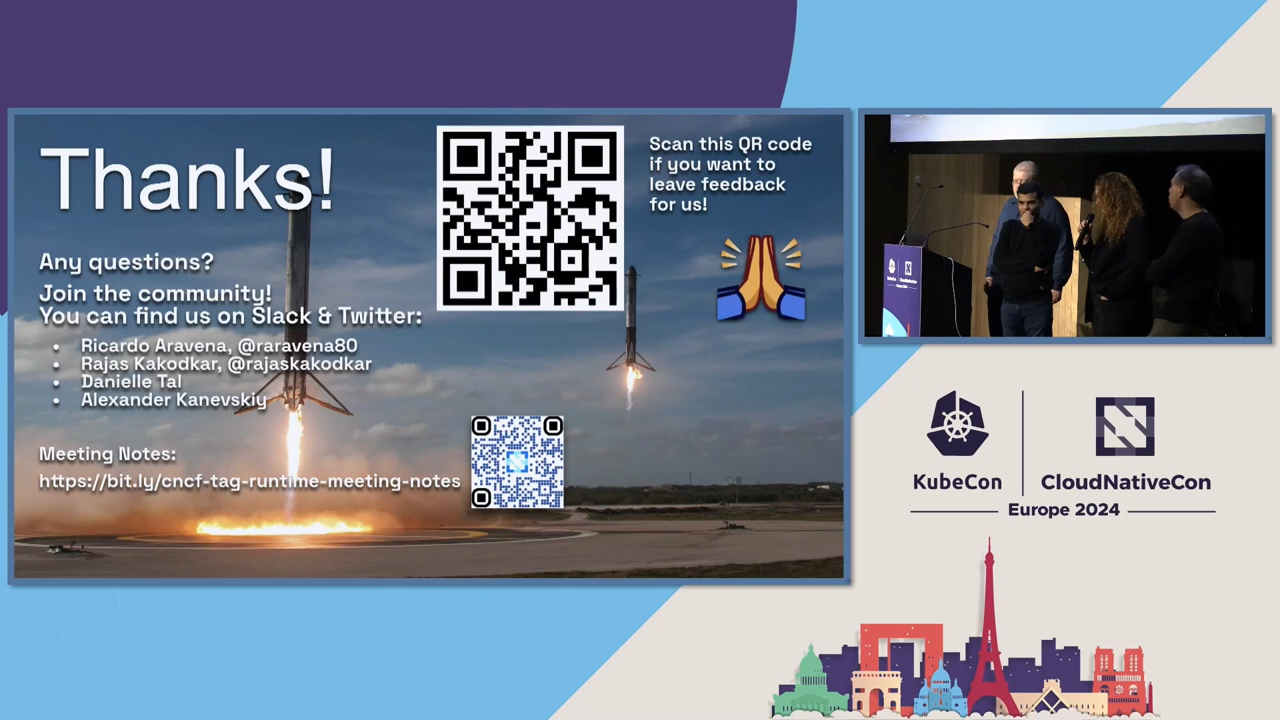 Thanks!
Scan this QR code
if you want to
leave feedback
for us!
Any questions?
Join the community!
You can find us on Slack & Twitter:
• Ricardo Aravena, @raravena80
• Rajas Kakodkar, @rajaskakodkar
• Danielle Tal
• Alexander Kanevskiy
Meeting Notes:
https://bit.ly/cncf-tag-runtime-meeting-notes
KubeCon
CloudNativeCon
Europe 2024